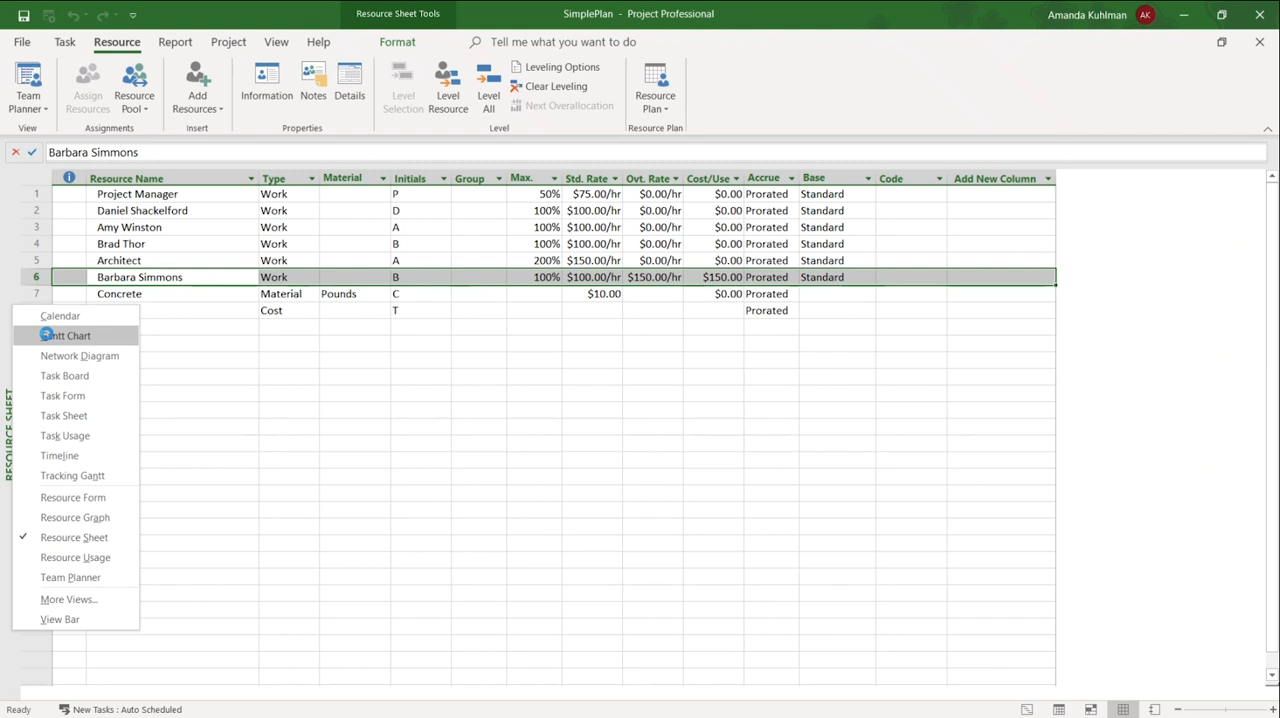 Resource Sheet Tools
SimplePlan - Project Professional
Amanda Kuhlman AK
File Task Resource Report Project View Help Format Tell me what you want to do
Team Planner
Assign Resources
Resource Pool
Add Resources
Information
Notes
Details
Level Selection
Level Resource
Level All
Leveling Options
Clear Leveling
Next Overallocation
Resource Plan
View Assignments Insert Properties Level Resource Plan
Barbara Simmons
Resource Name Type Material Initials Group Max. Std. Rate Ovt. Rate Cost/Use Accrue Base Code Add New Column
1 Project Manager Work P 50% $75.00/hr $0.00/hr $0.00 Prorated Standard
2 Daniel Shackelford Work D 100% $100.00/hr $0.00/hr $0.00 Prorated Standard
3 Amy Winston Work A 100% $100.00/hr $0.00/hr $0.00 Prorated Standard
4 Brad Thor Work B 100% $100.00/hr $0.00/hr $0.00 Prorated Standard
5 Architect Work A 200% $150.00/hr $0.00/hr $0.00 Prorated Standard
6 Barbara Simmons Work B 100% $100.00/hr $150.00/hr $150.00 Prorated Standard
7 Concrete Material Pounds C $10.00 $0.00 Prorated
Cost T Prorated
RESOURCE SHEET
Calendar
Chart
Network Diagram
Task Board
Task Form
Task Sheet
Task Usage
Timeline
Tracking Gantt
Resource Form
Resource Graph
Resource Sheet
Resource Usage
Team Planner
More Views...
View Bar
Ready New Tasks : Auto Scheduled